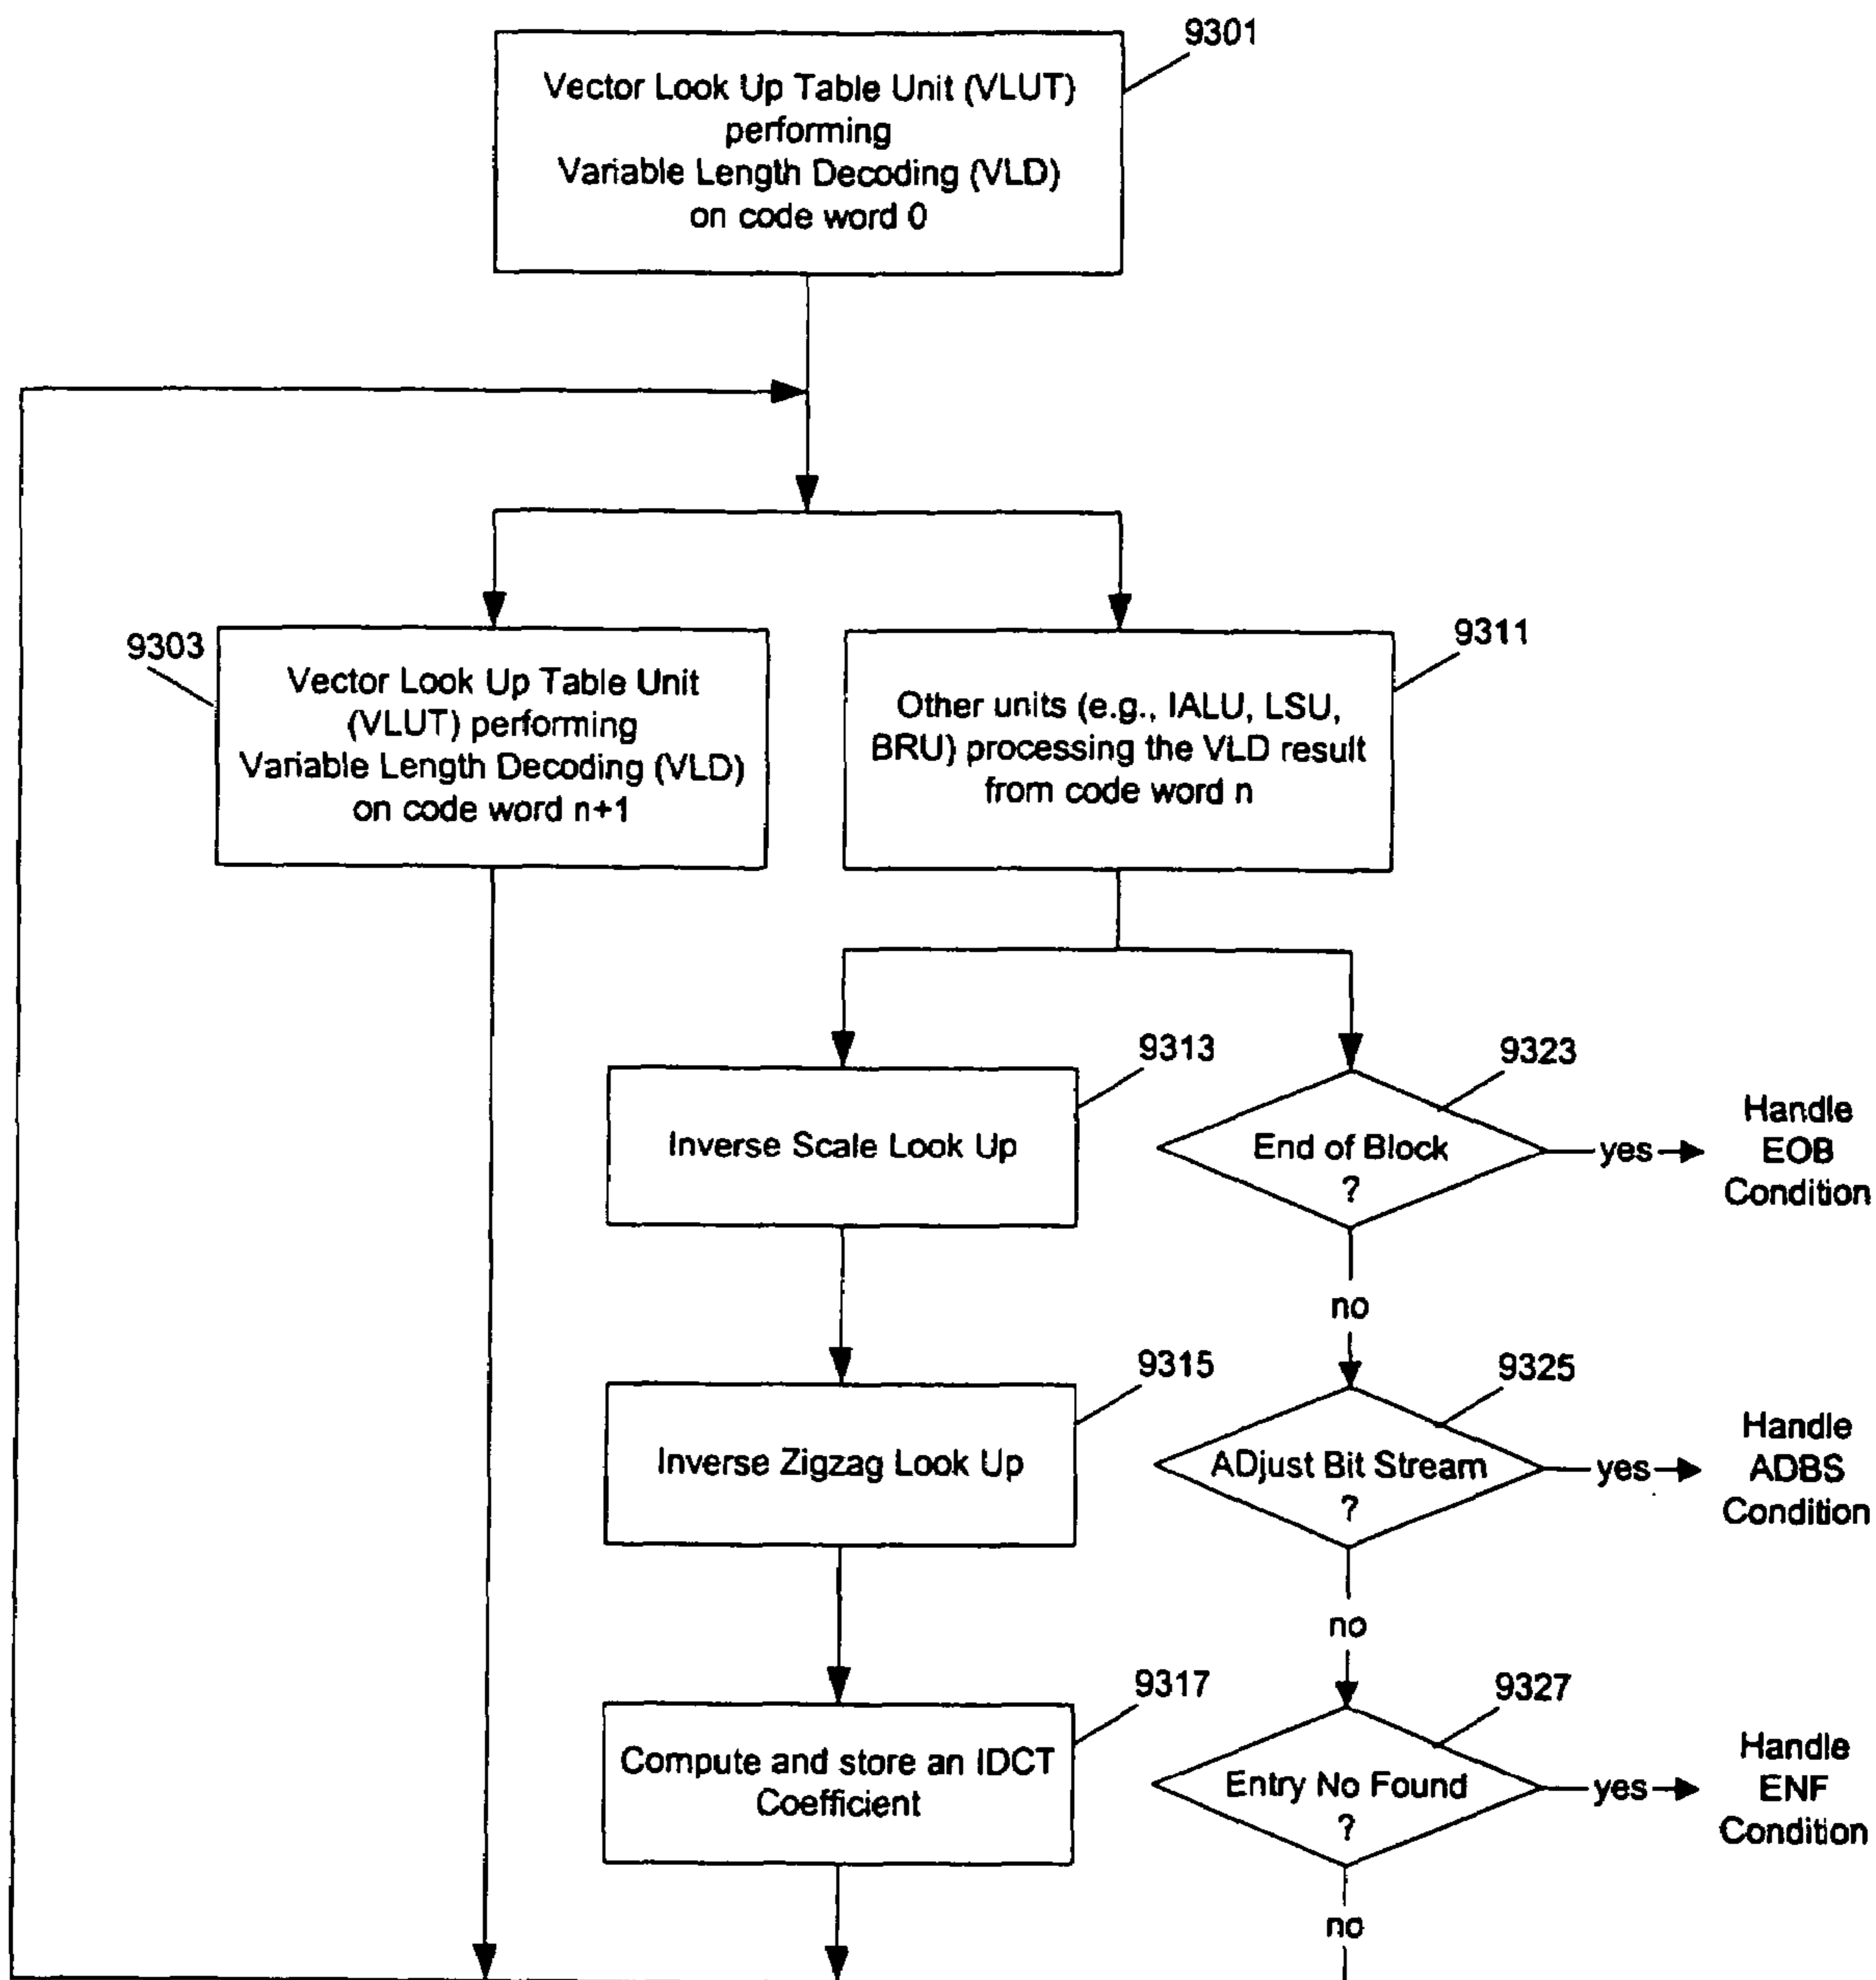 9301
Vector Look Up Table Unit (VLUT)
performing
Variable Length Decoding (VLD)
on code word 0
9303
Vector Look Up Table Unit
(VLUT) performing
Variable Length Decoding (VLD)
on code word n+1
9311
Other units (e.g., IALU, LSU,
BRU) processing the VLD result
from code word n
9313
Inverse Scale Look Up
9323
End of Block
?
yes
Handle
EOB
Condition
no
9315
Inverse Zigzag Look Up
9325
ADjust Bit Stream
?
yes
Handle
ADBS
Condition
no
9317
Compute and store an IDCT
Coefficient
9327
Entry No Found
?
yes
Handle
ENF
Condition
no